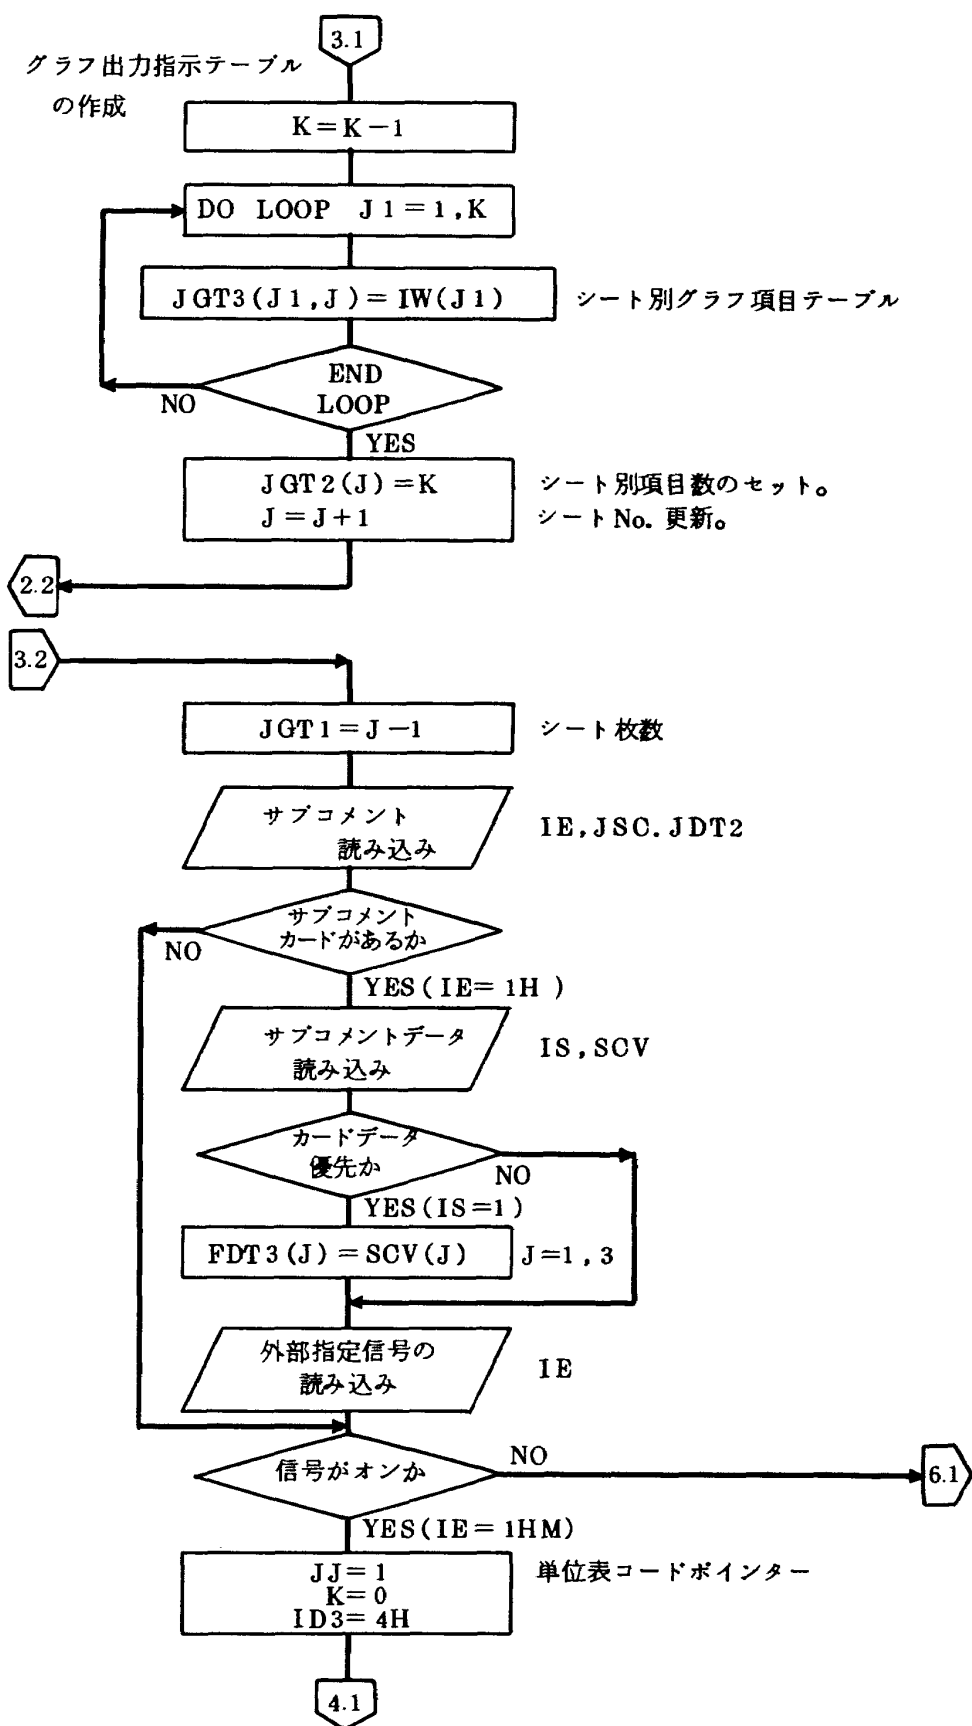 3.1
グラフ出力指示テーブル
の作成
K=K-1
DO LOOP J1=1,K
JGT3(J1,J)=IW(J1)
シート別グラフ項目テーブル
END
LOOP
NO
YES
JGT2(J)=K
シート別項目数のセット。
J=J+1
シートNo. 更新。
2.2
3.2
JGT1=J-1
シート枚数
サブコメント
読み込み
IE,JSC.JDT2
サブコメント
カードがあるか
NO
YES(IE=1H )
サブコメントデータ
読み込み
IS,SCV
カードデータ
優先か
NO
YES(IS=1)
FDT3(J)=SCV(J)
J=1,3
外部指定信号の
読み込み
IE
信号がオンか
NO
6.1
YES(IE=1HM)
JJ=1
単位表コードポインター
K=0
ID3=4H
4.1